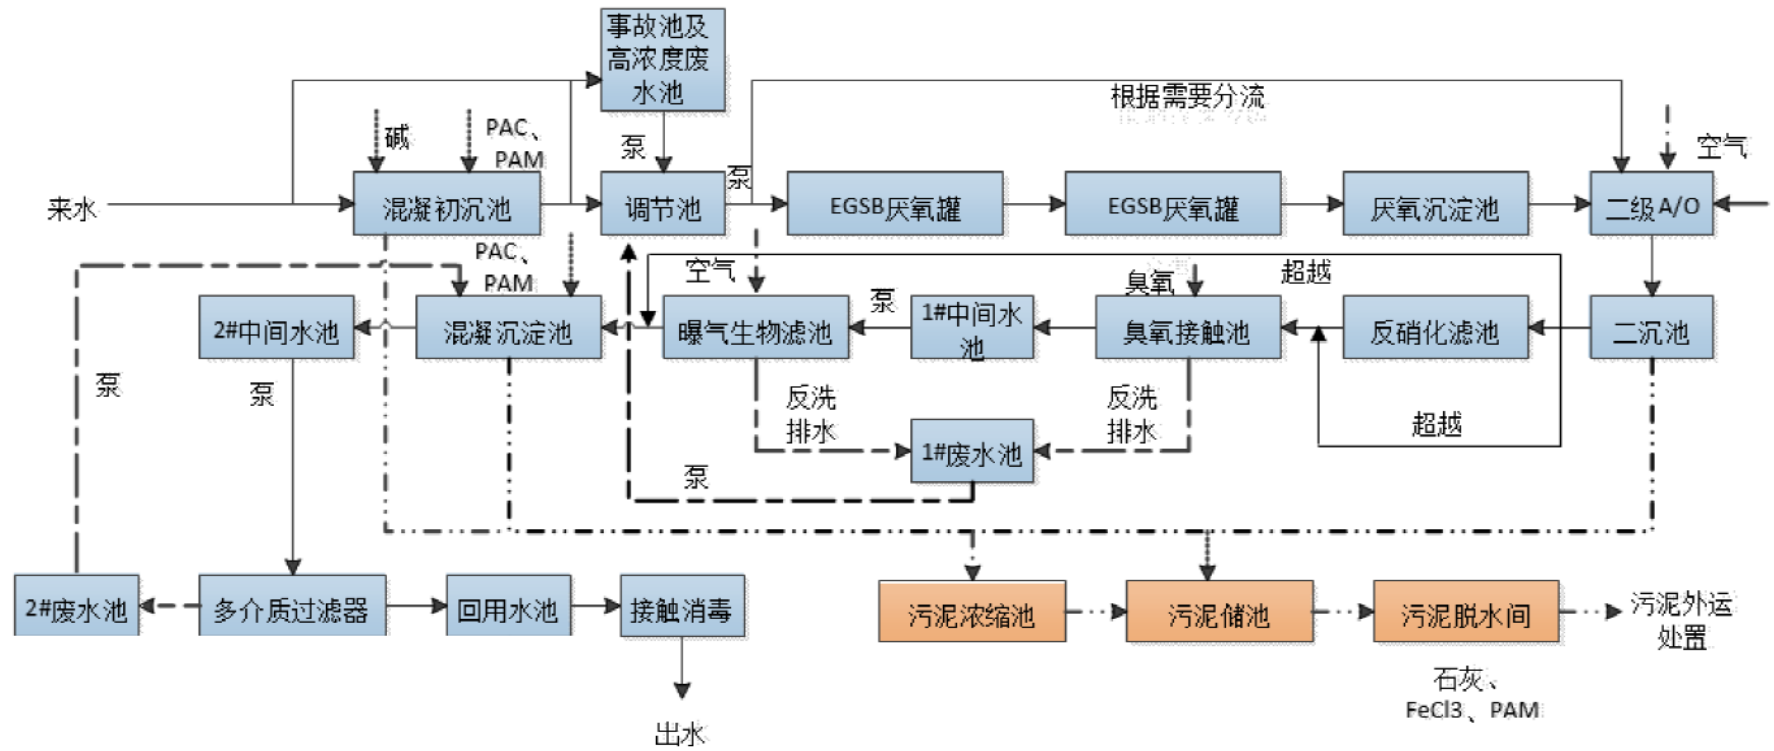 事故池及
高浓度废
水池
根据需要分流
碱
PAC、
PAM
泵
泵
空气
来水
混凝初沉池
调节池
EGSB厌氧罐
EGSB厌氧罐
厌氧沉淀池
二级A/O
PAC、
PAM
空气
臭氧
超越
泵
2#中间水池
混凝沉淀池
曝气生物滤池
1#中间水
池
臭氧接触池
反硝化滤池
二沉池
泵
泵
反洗
排水
反洗
排水
超越
1#废水池
泵
2#废水池
多介质过滤器
回用水池
接触消毒
污泥浓缩池
污泥储池
污泥脱水间
污泥外运
处置
石灰、
FeCl3、PAM
出水